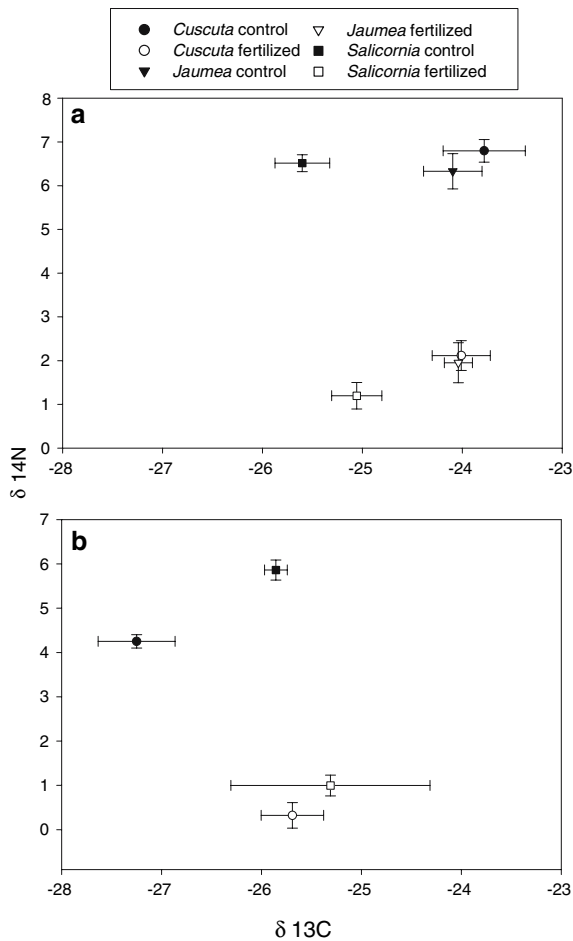 Cuscuta control
Jaumea fertilized
Cuscuta fertilized
Salicornia control
Jaumea control
Salicornia fertilized
a
8
7
6
5
4
3
2
1
0
-28
-27
-26
-25
-24
-23
δ 14N
b
7
6
5
4
3
2
1
0
-28
-27
-26
-25
-24
-23
δ 13C